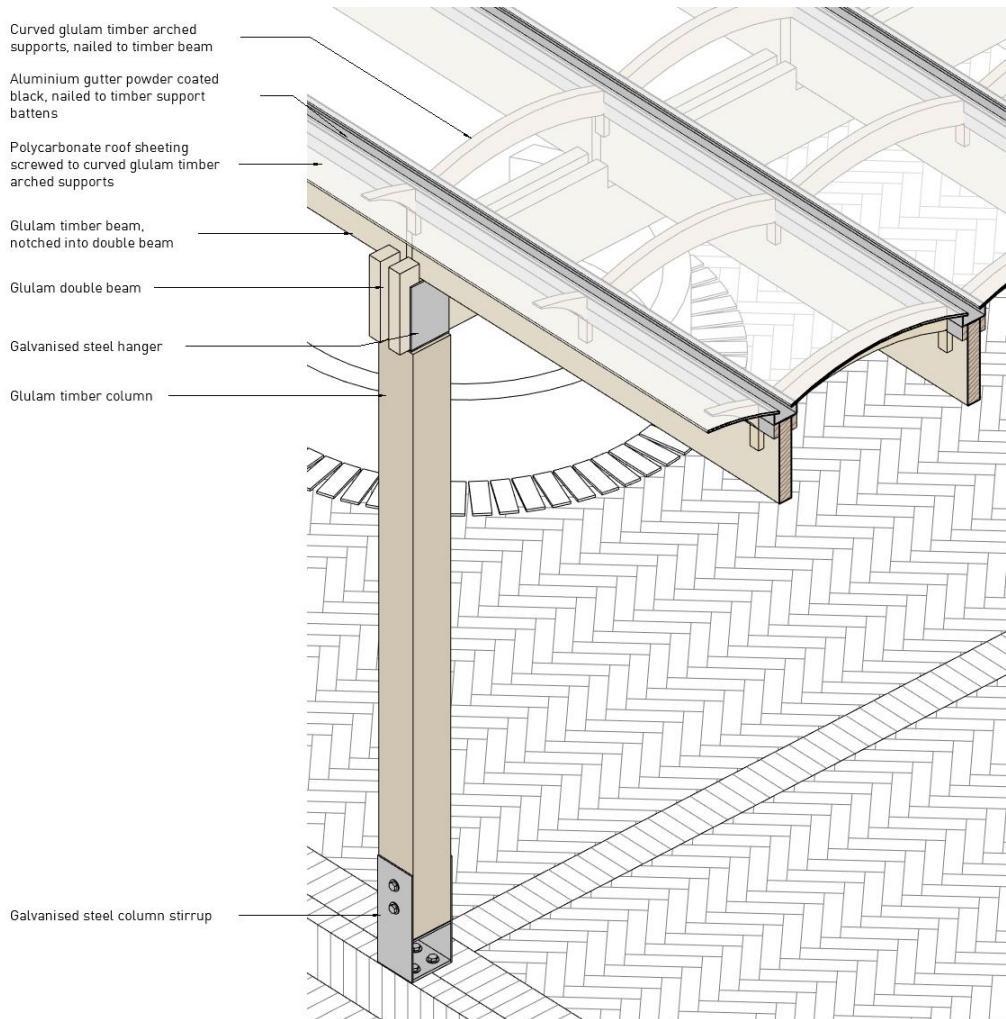 Curved glulam timber arched
supports, nailed to timber beam
Aluminium gutter powder coated
black, nailed to timber support
battens
Polycarbonate roof sheeting
screwed to curved glulam timber
arched supports
Glulam timber beam,
notched into double beam
Glulam double beam
Galvanised steel hanger
Glulam timber column
Galvanised steel column stirrup